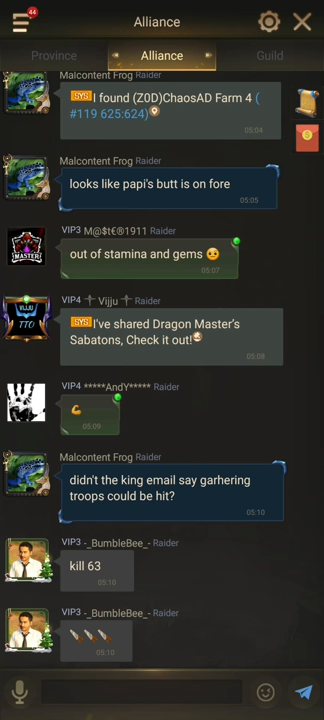 44
Alliance
Province
Alliance
Guild
Malcontent Frog Raider
SYS I found (Z0D)ChaosAD Farm 4 (
#119 625:624)
05:04
Malcontent Frog Raider
looks like papi's butt is on fore
05:05
VIP3 M@$t€®1911 Raider
out of stamina and gems 😟
05:07
MASTER
VIP4 ⸸ Vijju ⸸ Raider
VIJJU
TTO
SYS I've shared Dragon Master's
Sabatons, Check it out!
05:08
VIP4 *****AndY***** Raider
💪
05:09
Malcontent Frog Raider
didn't the king email say garhering
troops could be hit?
05:10
VIP3 -_BumbleBee_- Raider
kill 63
05:10
VIP3 -_BumbleBee_- Raider
🔪🔪🔪
05:10